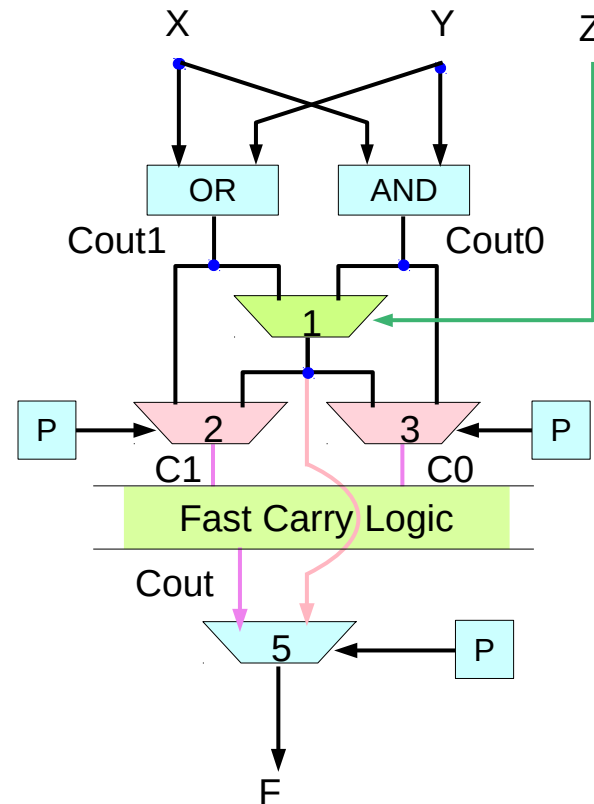 X Y Z
OR AND
Cout1 Cout0
1
P 2 3 P
C1 C0
Fast Carry Logic
Cout
5 P
F